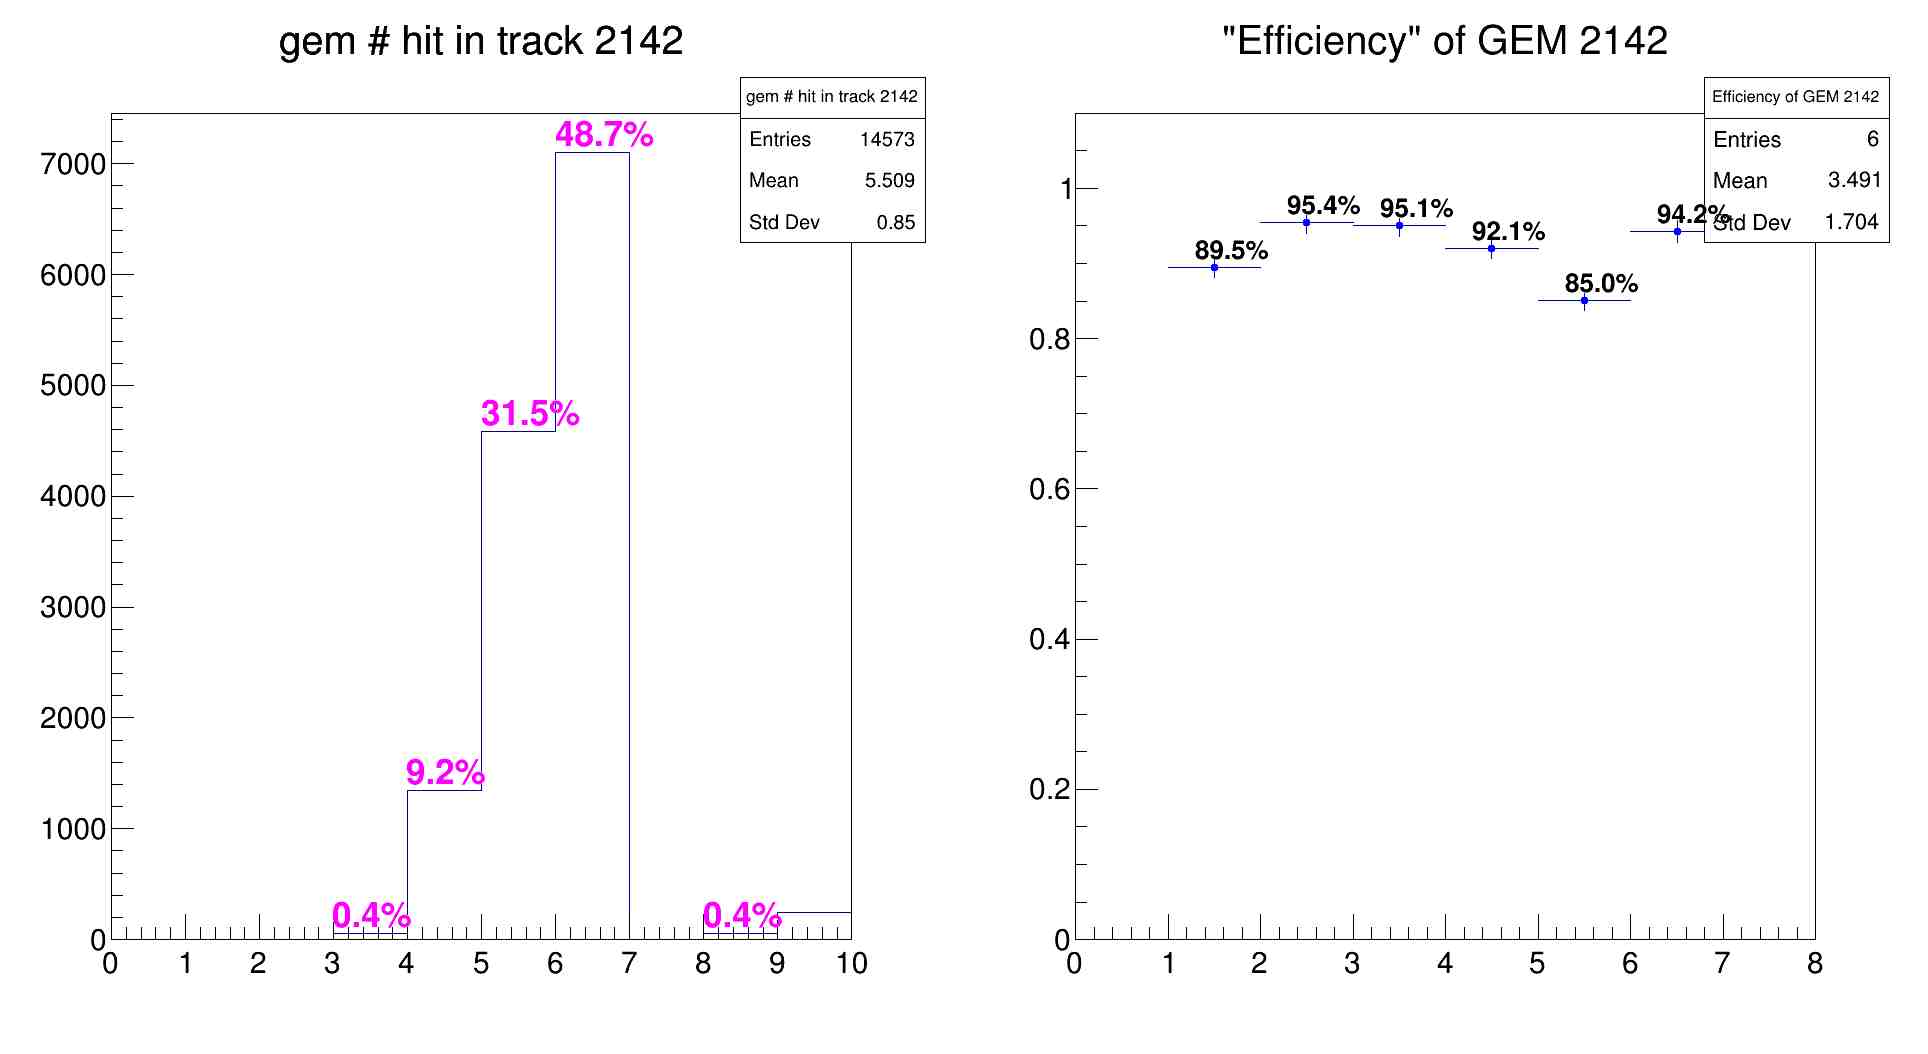 gem # hit in track 2142
gem # hit in track 2142
Entries 14573
Mean 5.509
Std Dev 0.85
48.7%
31.5%
9.2%
0.4%
0.4%
7000
6000
5000
4000
3000
2000
1000
0
0 1 2 3 4 5 6 7 8 9 10
"Efficiency" of GEM 2142
Efficiency of GEM 2142
Entries 6
Mean 3.491
Std Dev 1.704
89.5%
95.4%
95.1%
92.1%
85.0%
94.2%
1
0.8
0.6
0.4
0.2
0
0 1 2 3 4 5 6 7 8